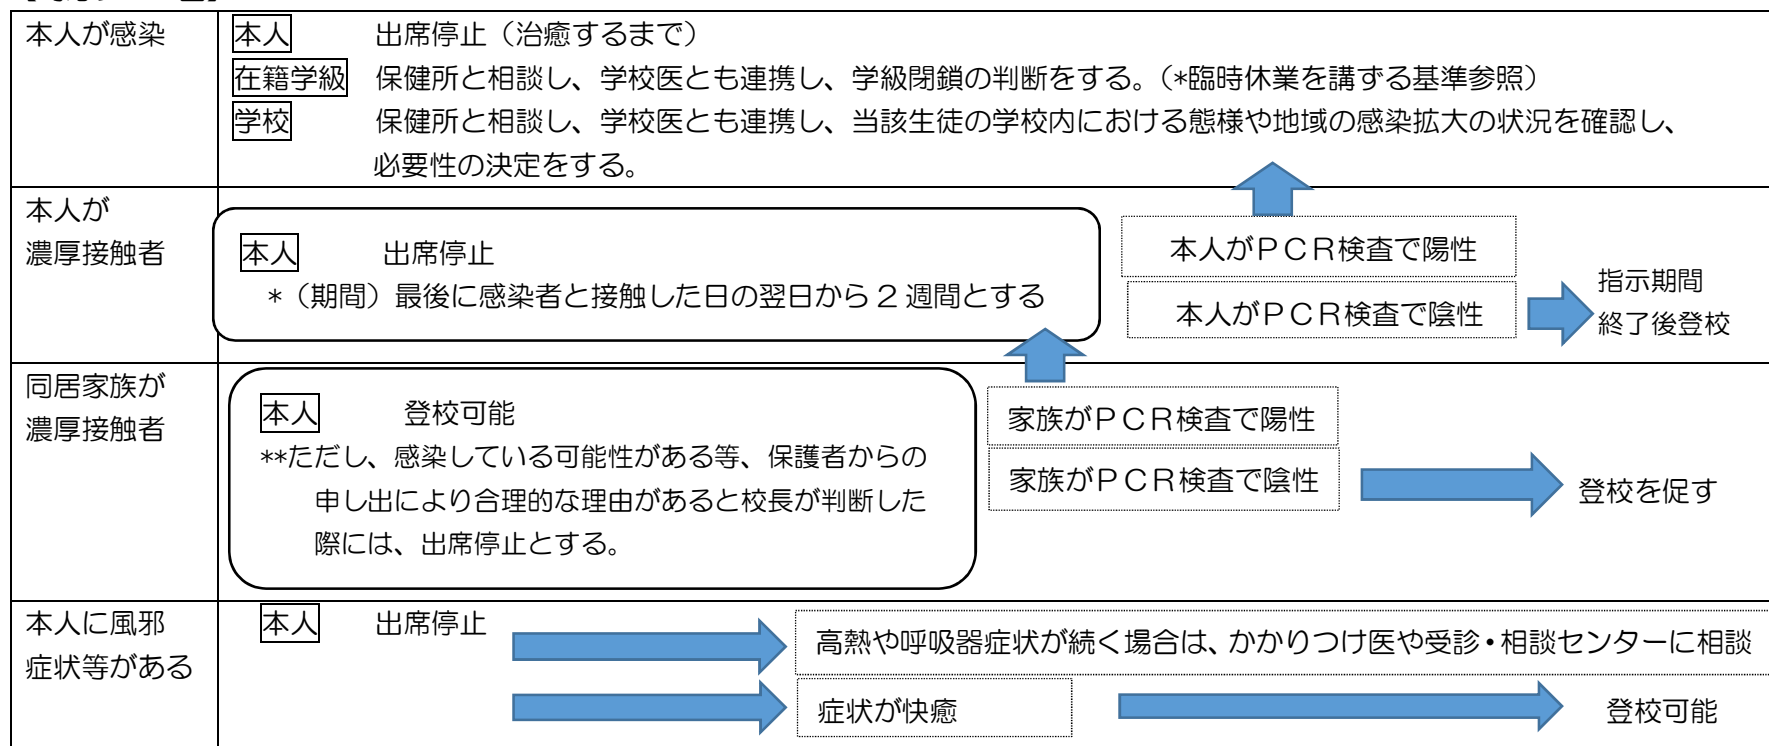 本人が感染
本人 出席停止（治癒するまで）
在籍学級 保健所と相談し、学校医とも連携し、学級閉鎖の判断をする。（*臨時休業を講ずる基準参照）
学校 保健所と相談し、学校医とも連携し、当該生徒の学校内における態様や地域の感染拡大の状況を確認し、
必要性の決定をする。
本人が
濃厚接触者
本人 出席停止
*（期間）最後に感染者と接触した日の翌日から２週間とする
本人がＰＣＲ検査で陽性
本人がＰＣＲ検査で陰性
指示期間
終了後登校
同居家族が
濃厚接触者
本人 登校可能
**ただし、感染している可能性がある等、保護者からの
申し出により合理的な理由があると校長が判断した
際には、出席停止とする。
家族がＰＣＲ検査で陽性
家族がＰＣＲ検査で陰性
登校を促す
本人に風邪
症状等がある
本人 出席停止
高熱や呼吸器症状が続く場合は、かかりつけ医や受診・相談センターに相談
症状が快癒
登校可能